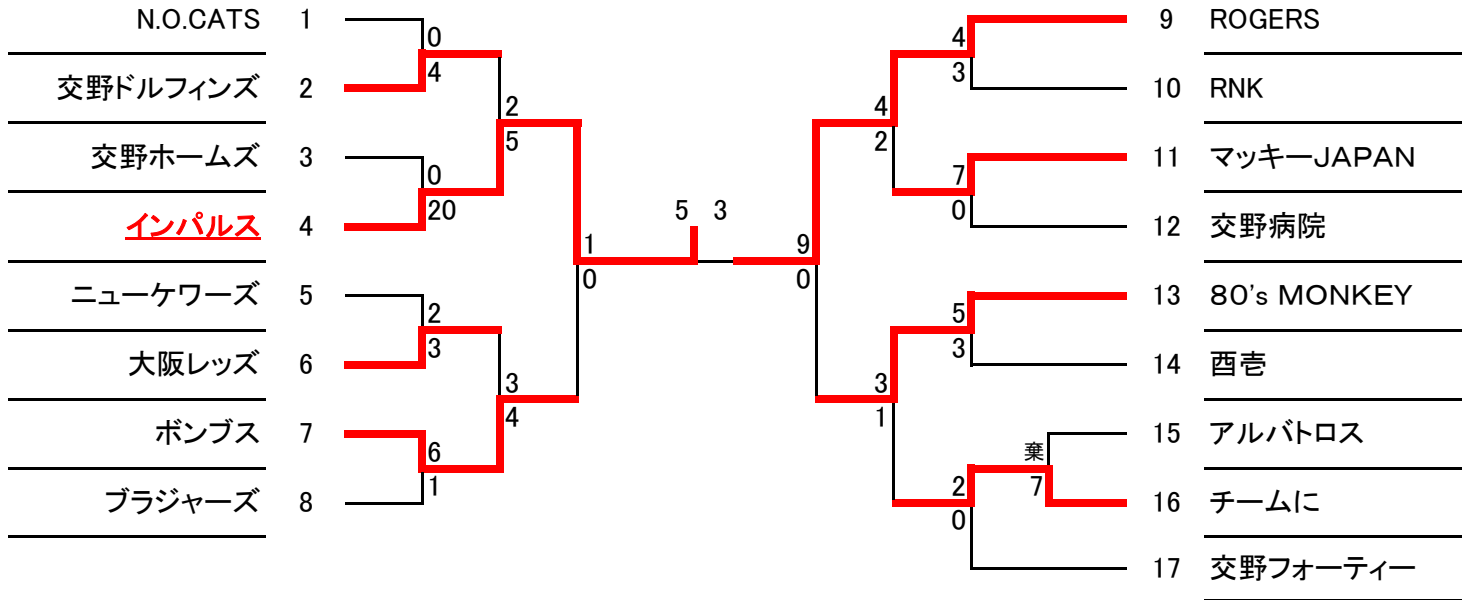 N.O.CATS 1
0
4
交野ドルフィンズ 2
2
5
交野ホームズ 3
0
20
インパルス 4
1
0
ニューケワーズ 5
2
3
大阪レッズ 6
3
4
ボンブス 7
6
1
ブラジャーズ 8
5 3
9 ROGERS
4
3
10 RNK
4
2
11 マッキーJAPAN
7
0
12 交野病院
9
0
13 80's MONKEY
5
3
14 酉壱
3
1
15 アルバトロス
棄
7
16 チームに
2
0
17 交野フォーティー